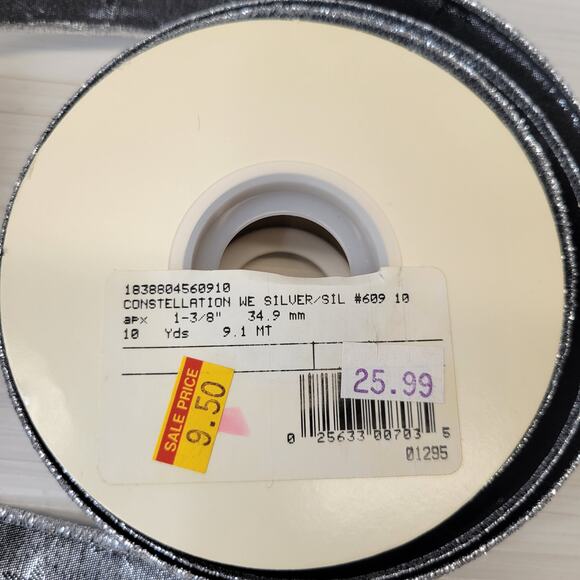 1838804560910
CONSTELLATION WE SILVER/SIL #609 10
apx 1-3/8" 34.9 mm
10 Yds 9.1 MT
SALE PRICE
9.50
25.99
0 25633 00703 5
01295